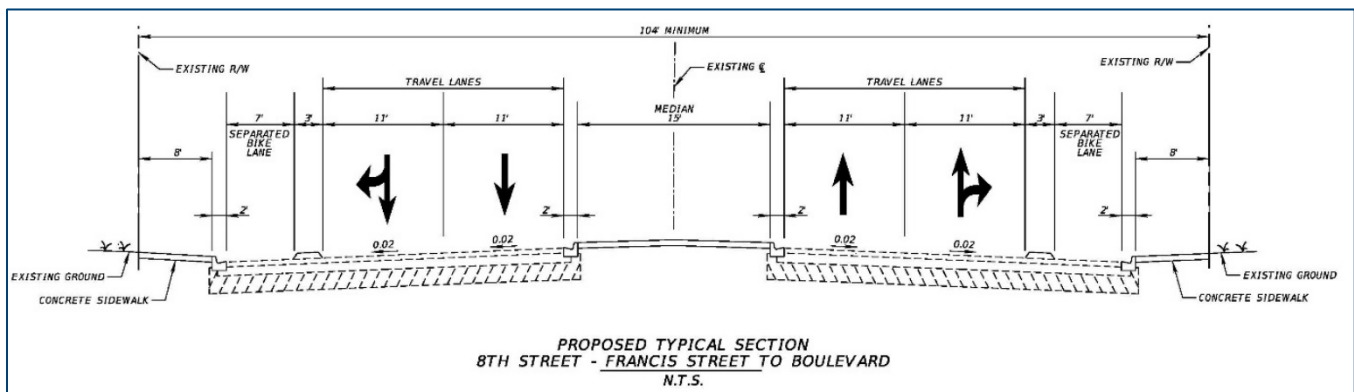 104' MINIMUM
EXISTING R/W
EXISTING ℄
EXISTING R/W
TRAVEL LANES
TRAVEL LANES
MEDIAN
7'
3'
11'
11'
15'
11'
11'
3'
7'
SEPARATED
BIKE
LANE
SEPARATED
BIKE
LANE
8'
8'
2'
2'
2'
2'
0.02
0.02
0.02
0.02
EXISTING GROUND
EXISTING GROUND
CONCRETE SIDEWALK
CONCRETE SIDEWALK
PROPOSED TYPICAL SECTION
8TH STREET - FRANCIS STREET TO BOULEVARD
N.T.S.